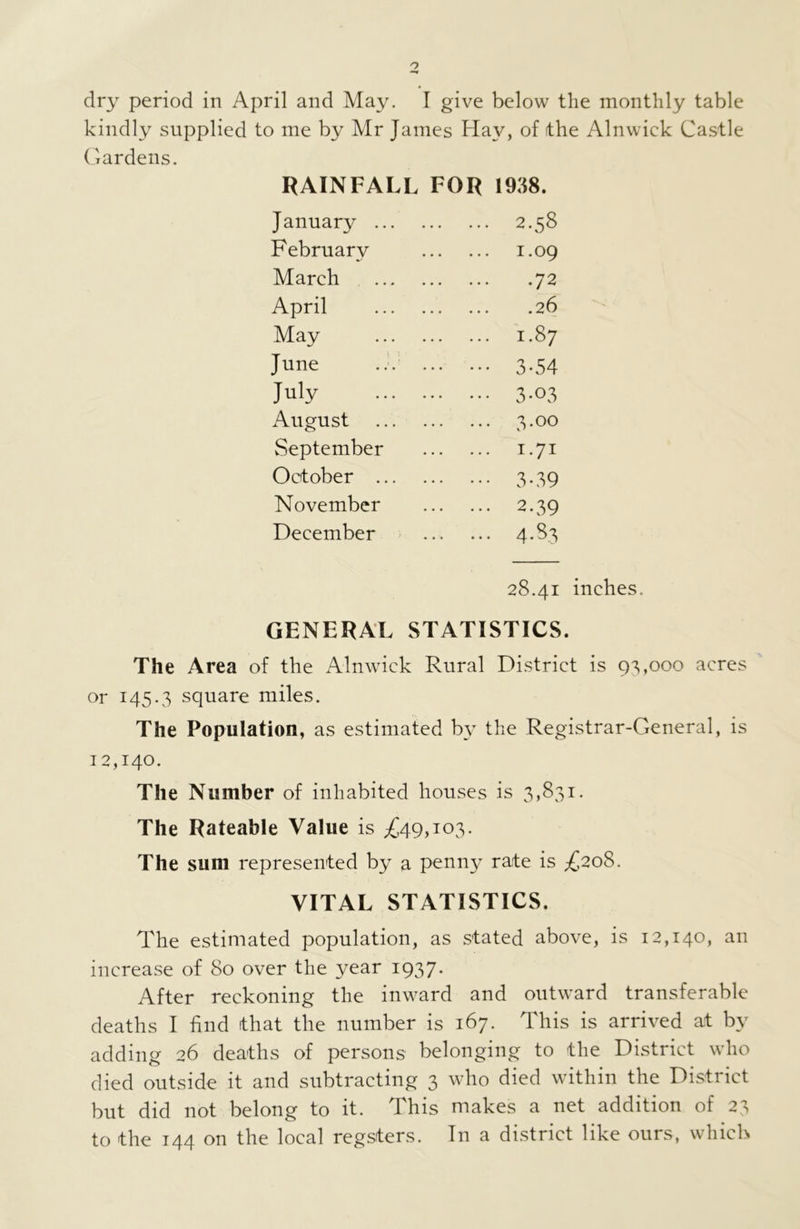 2
dry period in April and May. I give below the monthly table
kindly supplied to me by Mr James Hay, of the Alnwick Castle
Gardens.
RAINFALL FOR 1938.
January ... ... ... 2.58
February ... ... 1.09
March ... ... ... .72
April ... ... ... .26
May ... ... ... 1.87
June ... ... ... 3.54
July ... ... ... 3.03
August ... ... ... 3.00
September ... ... 1.71
October ... ... ... 3.39
November ... ... 2.39
December ... ... 4.83
28.41 inches.
GENERAL STATISTICS.
The Area of the Alnwick Rural District is 93,000 acres
or 145.3 square miles.
The Population, as estimated by the Registrar-General, is
12,140.
The Number of inhabited houses is 3,831.
The Rateable Value is £49,103.
The sum represented by a penny rate is £208.
VITAL STATISTICS.
The estimated population, as stated above, is 12,140, an
increase of 80 over the year 1937.
After reckoning the inward and outward transferable
deaths I find that the number is 167. This is arrived at by
adding 26 deaths of persons belonging to the District who
died outside it and subtracting 3 who died within the District
but did not belong to it. This makes a net addition of 23
to the 144 on the local regsters. In a district like ours, which